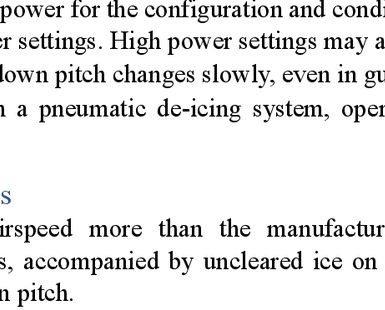 power for the configuration and condi
er settings. High power settings may a
down pitch changes slowly, even in gu
n a pneumatic de-icing system, oper
s
irspeed more than the manufactur
s, accompanied by uncleared ice on
n pitch.